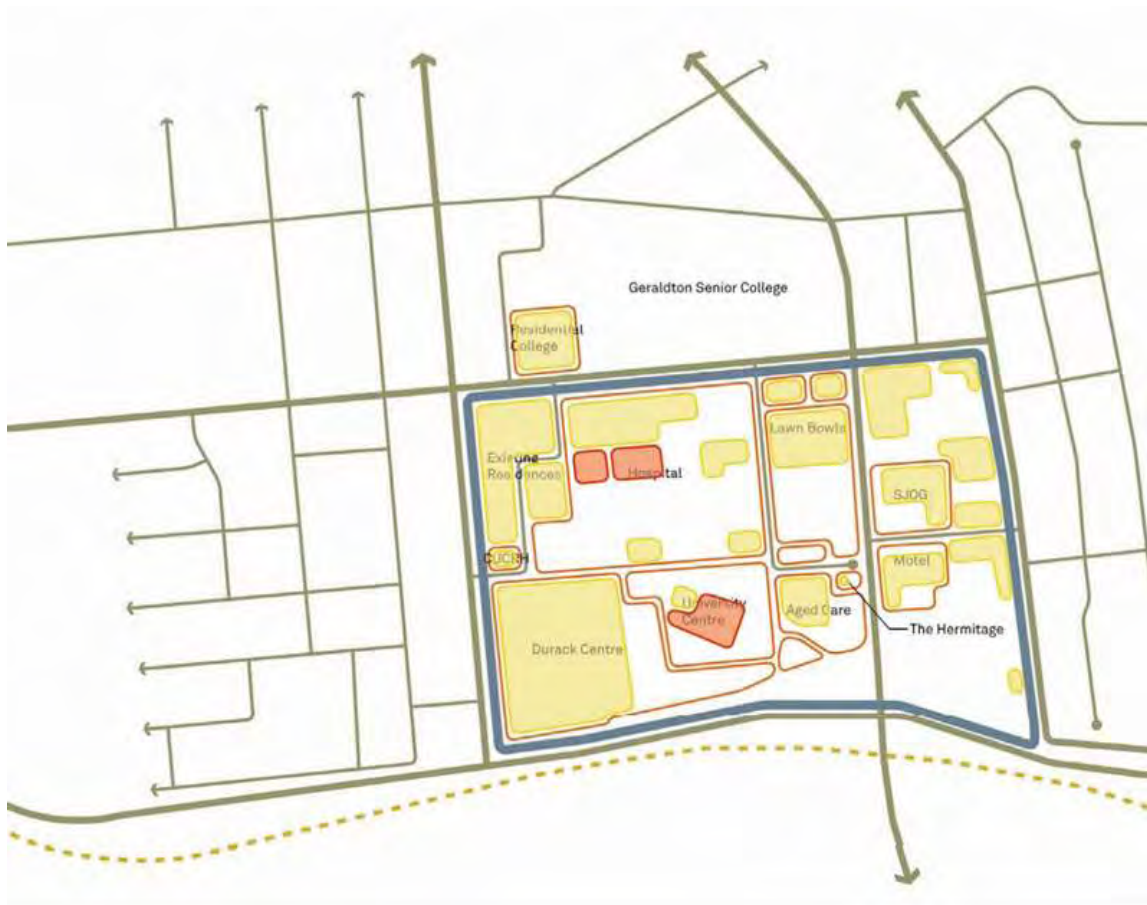 Geraldton Senior College
Residential
College
Lawn Bowls
Existing
Residences
Hospital
SJOG
CUCRH
Motel
University
Centre
Aged Care
The Hermitage
Durack Centre